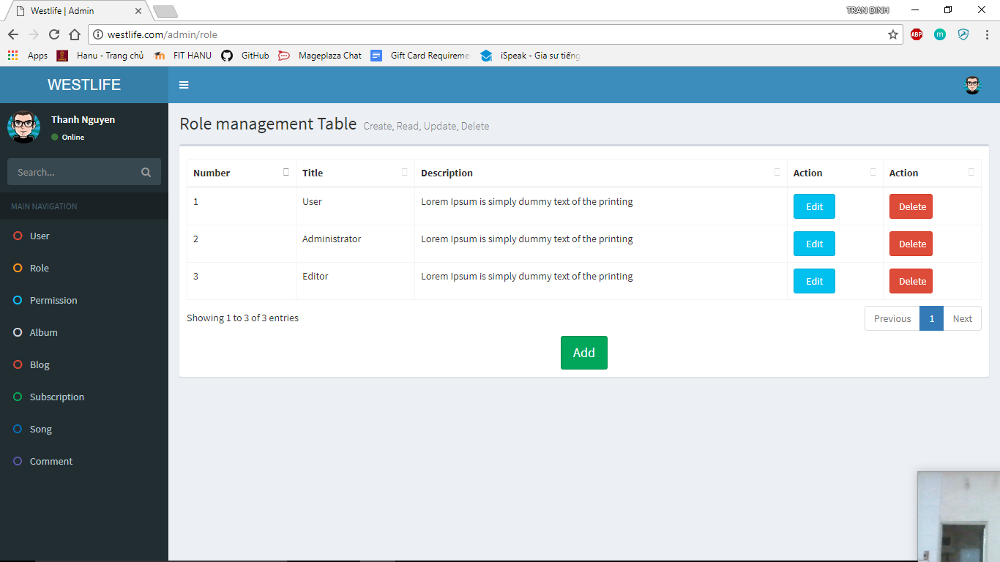 Westlife | Admin
TRAN DINH
westlife.com/admin/role
ABP
m
Apps Hanu - Trang chủ FIT HANU GitHub Mageplaza Chat Gift Card Requireme iSpeak - Gia sư tiếng
WESTLIFE
Thanh Nguyen
Online
Search...
MAIN NAVIGATION
User
Role
Permission
Album
Blog
Subscription
Song
Comment
Role management Table Create, Read, Update, Delete
Number Title Description Action Action
1 User Lorem Ipsum is simply dummy text of the printing Edit Delete
2 Administrator Lorem Ipsum is simply dummy text of the printing Edit Delete
3 Editor Lorem Ipsum is simply dummy text of the printing Edit Delete
Showing 1 to 3 of 3 entries Previous 1 Next
Add